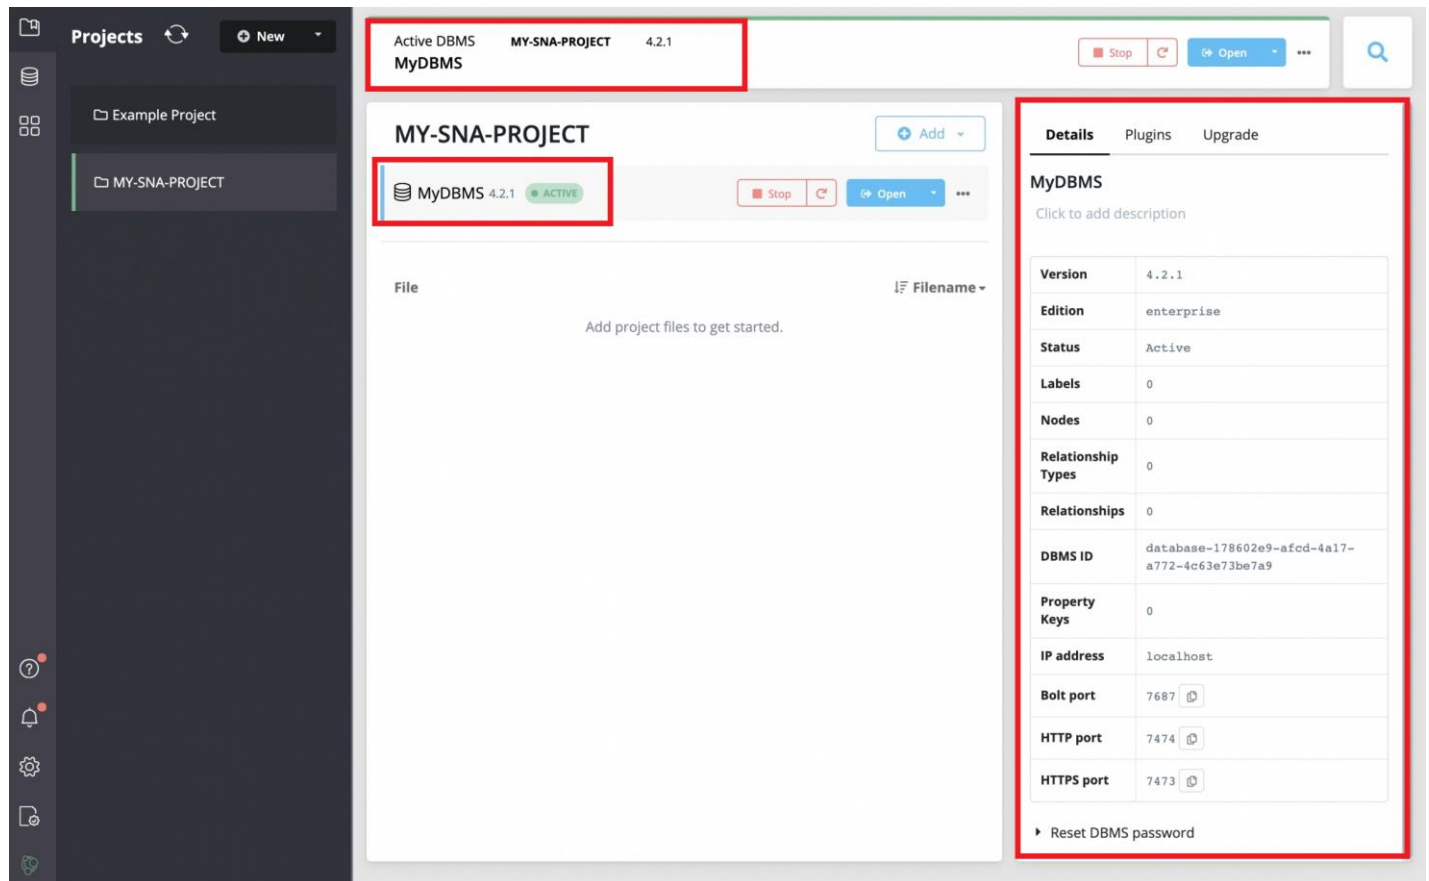 Projects
New
Example Project
MY-SNA-PROJECT
Active DBMS MY-SNA-PROJECT 4.2.1
MyDBMS
Stop
Open
MY-SNA-PROJECT
Add
MyDBMS 4.2.1 ACTIVE
Stop
Open
File
Filename
Add project files to get started.
Details Plugins Upgrade
MyDBMS
Click to add description
Version 4.2.1
Edition enterprise
Status Active
Labels 0
Nodes 0
Relationship
Types 0
Relationships 0
DBMS ID database-178602e9-afcd-4a17-
a772-4c63e73be7a9
Property
Keys 0
IP address localhost
Bolt port 7687
HTTP port 7474
HTTPS port 7473
Reset DBMS password